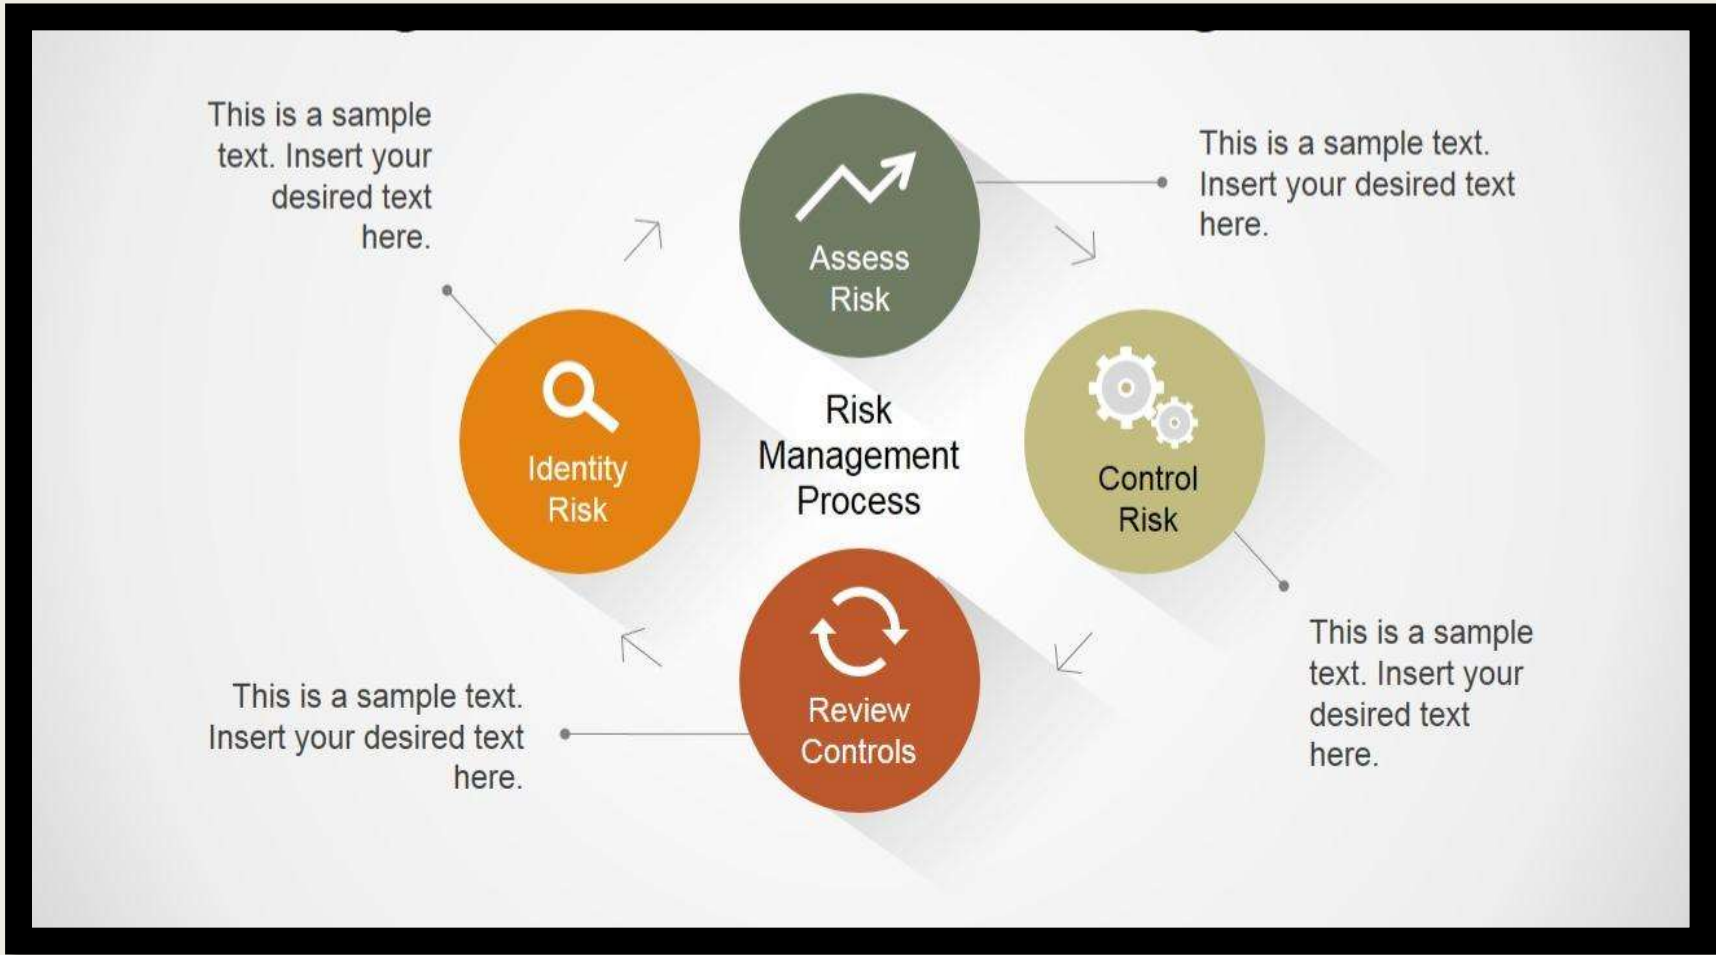 This is a sample
text. Insert your
desired text
here.
Assess
Risk
This is a sample text.
Insert your desired text
here.
Identity
Risk
Risk
Management
Process
Control
Risk
Review
Controls
This is a sample text.
Insert your desired text
here.
This is a sample
text. Insert your
desired text
here.